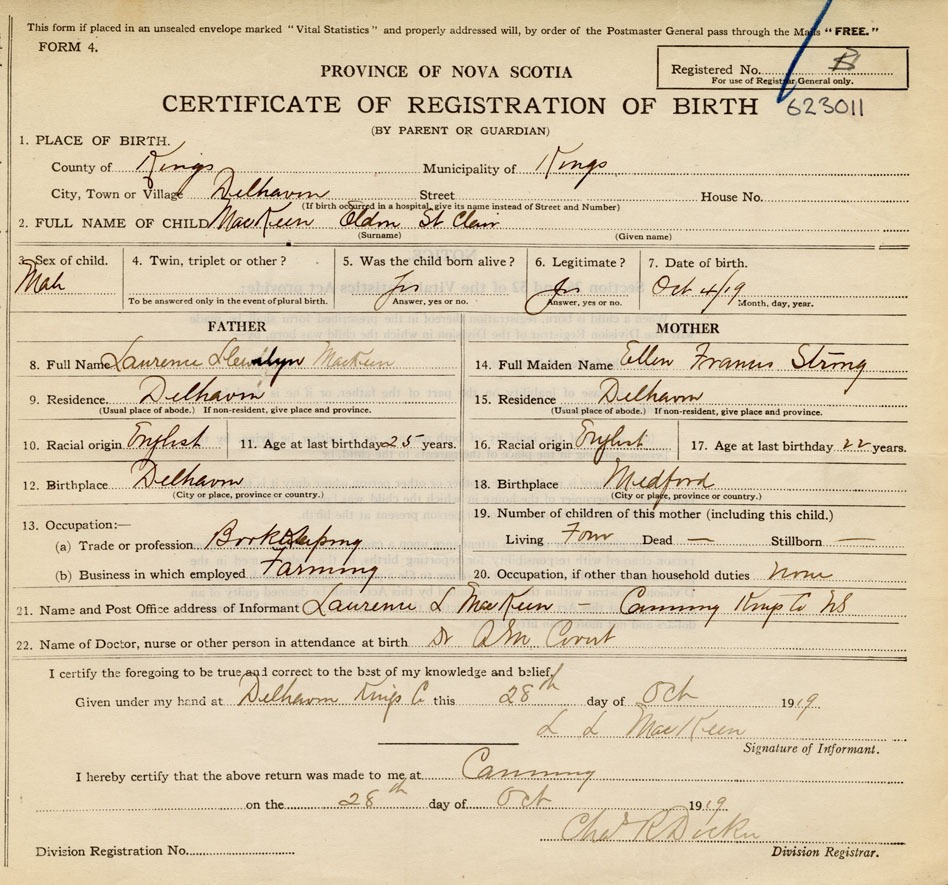 This form if placed in an unsealed envelope marked "Vital Statistics" and properly addressed will, by order of the Postmaster General pass through the Mails "FREE."
FORM 4.
Registered No. B
For use of Registrar General only.
PROVINCE OF NOVA SCOTIA
CERTIFICATE OF REGISTRATION OF BIRTH 623011
(BY PARENT OR GUARDIAN)
1. PLACE OF BIRTH.
County of Kings Municipality of Kings
City, Town or Village Delhaven Street House No.
(If birth occurred in a hospital, give its name instead of Street and Number)
2. FULL NAME OF CHILD MacKeen Eldon St Clair
(Surname) (Given name)
3. Sex of child. 4. Twin, triplet or other? 5. Was the child born alive? 6. Legitimate? 7. Date of birth.
Male Yes Yes Oct 4/19
To be answered only in the event of plural birth. Answer, yes or no. Answer, yes or no. Month, day, year.
FATHER MOTHER
8. Full Name Laurence Llewellyn MacKeen 14. Full Maiden Name Ellen Francis Strong
9. Residence. Delhaven 15. Residence Delhaven
(Usual place of abode.) If non-resident, give place and province. (Usual place of abode.) If non-resident, give place and province.
10. Racial origin English 11. Age at last birthday 25 years. 16. Racial origin English 17. Age at last birthday 22 years.
12. Birthplace Delhaven 18. Birthplace Medford
(City or place, province or country.) (City or place, province or country.)
13. Occupation:— 19. Number of children of this mother (including this child.)
(a) Trade or profession Bookkeeping Living Four Dead — Stillborn —
(b) Business in which employed Farming 20. Occupation, if other than household duties none
21. Name and Post Office address of Informant Laurence L MacKeen – Canning Kings Co NS
22. Name of Doctor, nurse or other person in attendance at birth Dr A M Covert
I certify the foregoing to be true and correct to the best of my knowledge and belief.
Given under my hand at Delhaven Kings Co this 28th day of Oct 1919
L L MacKeen
Signature of Informant.
I hereby certify that the above return was made to me at Canning
on the 28th day of Oct 1919
Chas R Dickie
Division Registration No. Division Registrar.